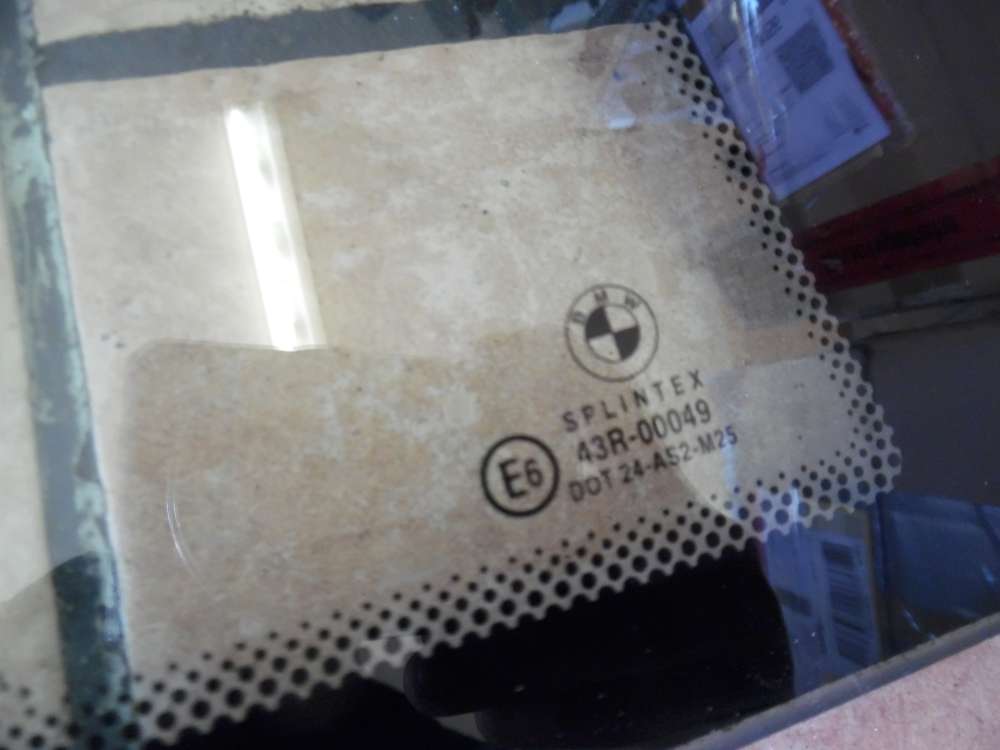 BMW
SPLINTEX
43R-00049
E6
DOT 24-AS2-M25